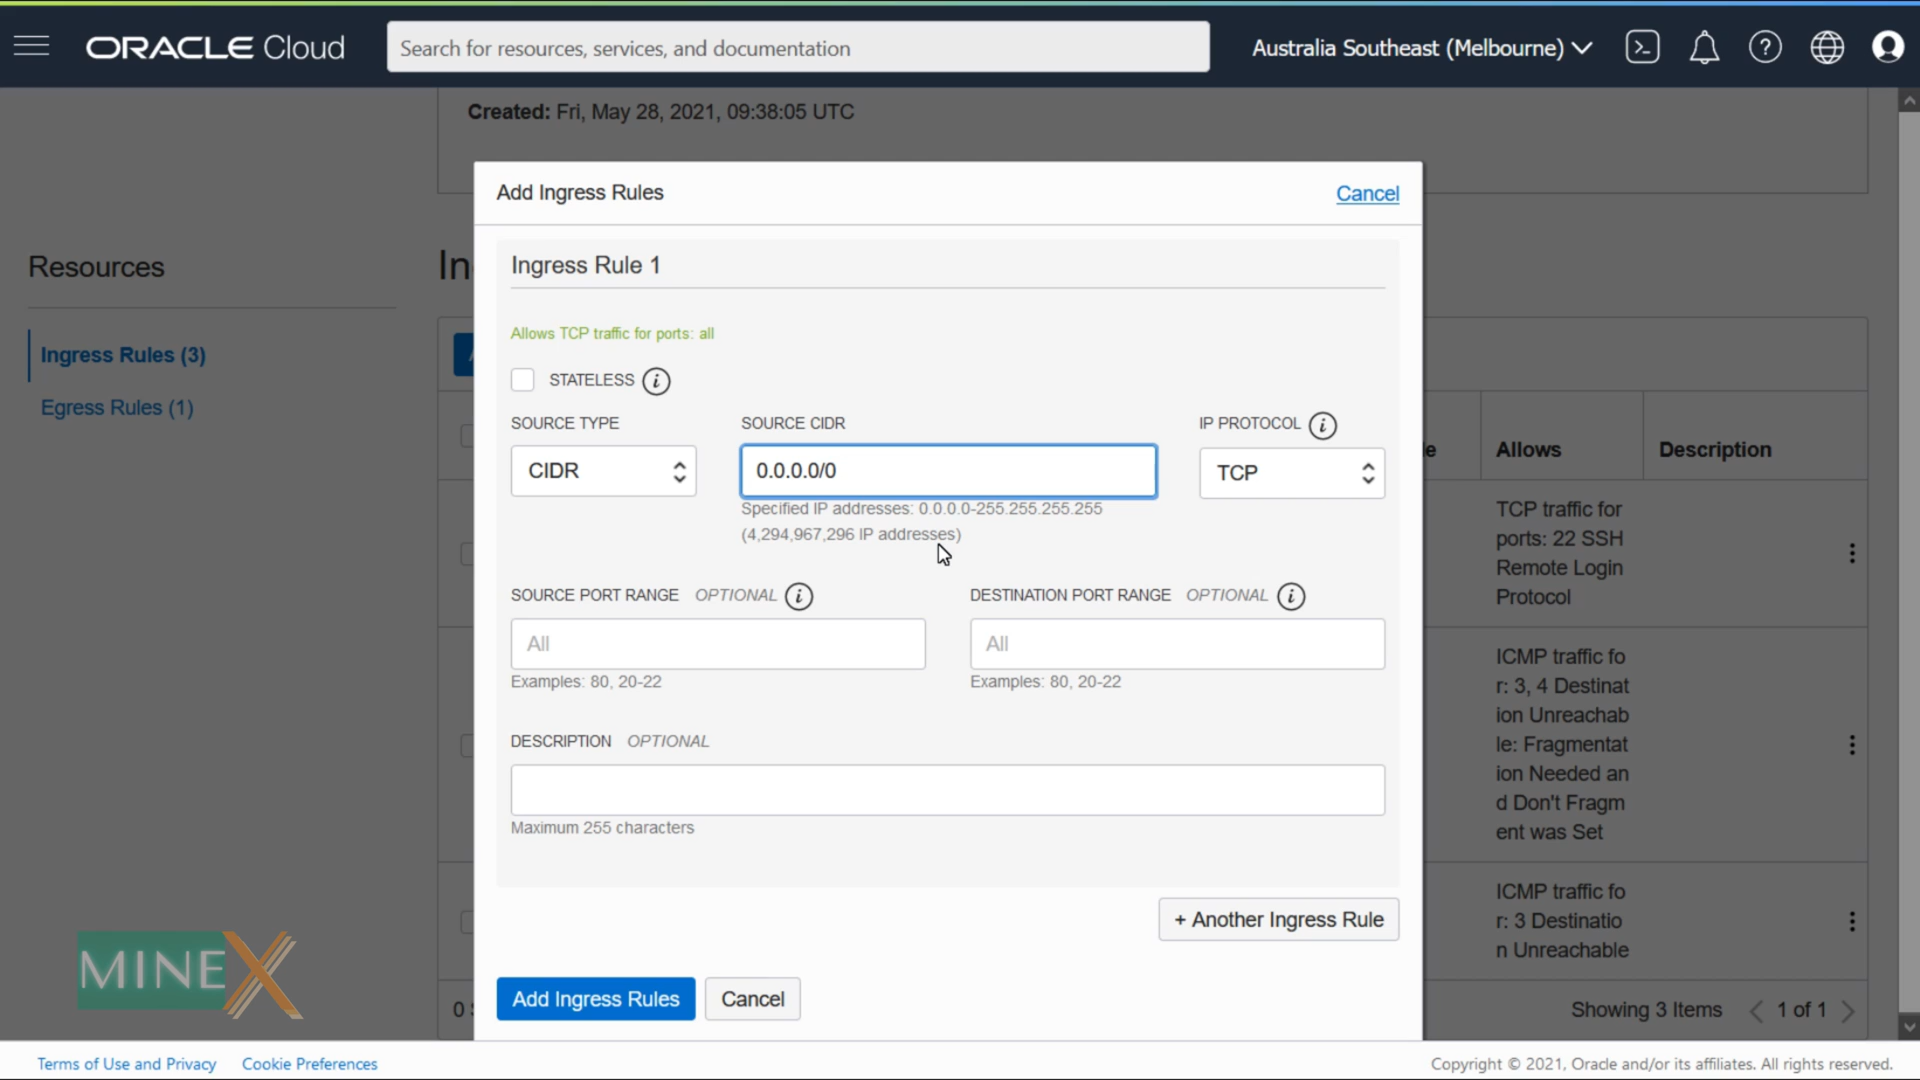 ORACLE Cloud
Search for resources, services, and documentation
Australia Southeast (Melbourne)
Created: Fri, May 28, 2021, 09:38:05 UTC
Resources
Ingress Rules (3)
Egress Rules (1)
In
Add Ingress Rules
Cancel
Ingress Rule 1
Allows TCP traffic for ports: all
STATELESS
SOURCE TYPE
SOURCE CIDR
IP PROTOCOL
CIDR
0.0.0.0/0
TCP
Specified IP addresses: 0.0.0.0-255.255.255.255
(4,294,967,296 IP addresses)
SOURCE PORT RANGE OPTIONAL
DESTINATION PORT RANGE OPTIONAL
All
All
Examples: 80, 20-22
Examples: 80, 20-22
DESCRIPTION OPTIONAL
Maximum 255 characters
+ Another Ingress Rule
Add Ingress Rules
Cancel
Allows
Description
TCP traffic for
ports: 22 SSH
Remote Login
Protocol
ICMP traffic fo
r: 3, 4 Destinat
ion Unreachab
le: Fragmentat
ion Needed an
d Don't Fragm
ent was Set
ICMP traffic fo
r: 3 Destinatio
n Unreachable
0
Showing 3 Items
1 of 1
MINEX
Terms of Use and Privacy
Cookie Preferences
Copyright © 2021, Oracle and/or its affiliates. All rights reserved.